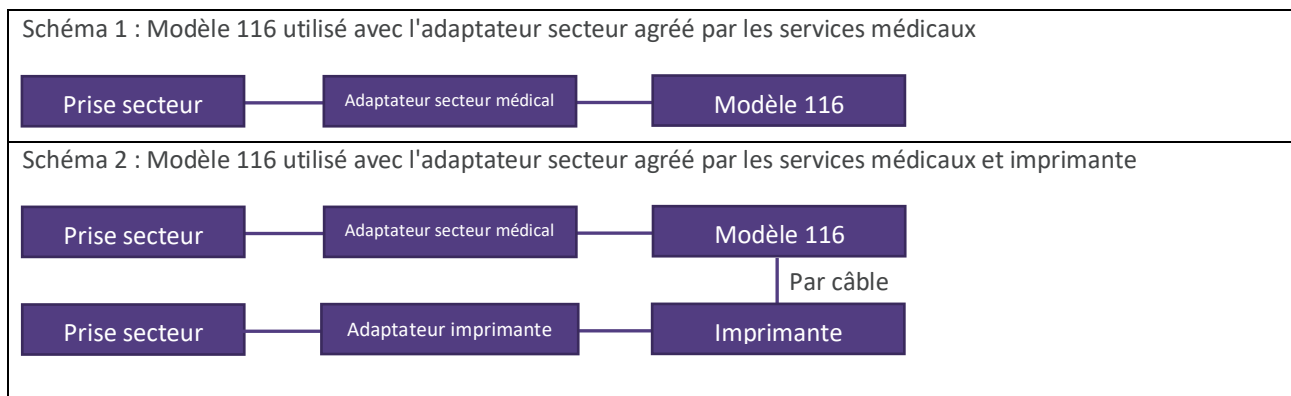 Schéma 1 : Modèle 116 utilisé avec l'adaptateur secteur agréé par les services médicaux
Prise secteur Adaptateur secteur médical Modèle 116
Schéma 2 : Modèle 116 utilisé avec l'adaptateur secteur agréé par les services médicaux et imprimante
Prise secteur Adaptateur secteur médical Modèle 116
Par câble
Prise secteur Adaptateur imprimante Imprimante